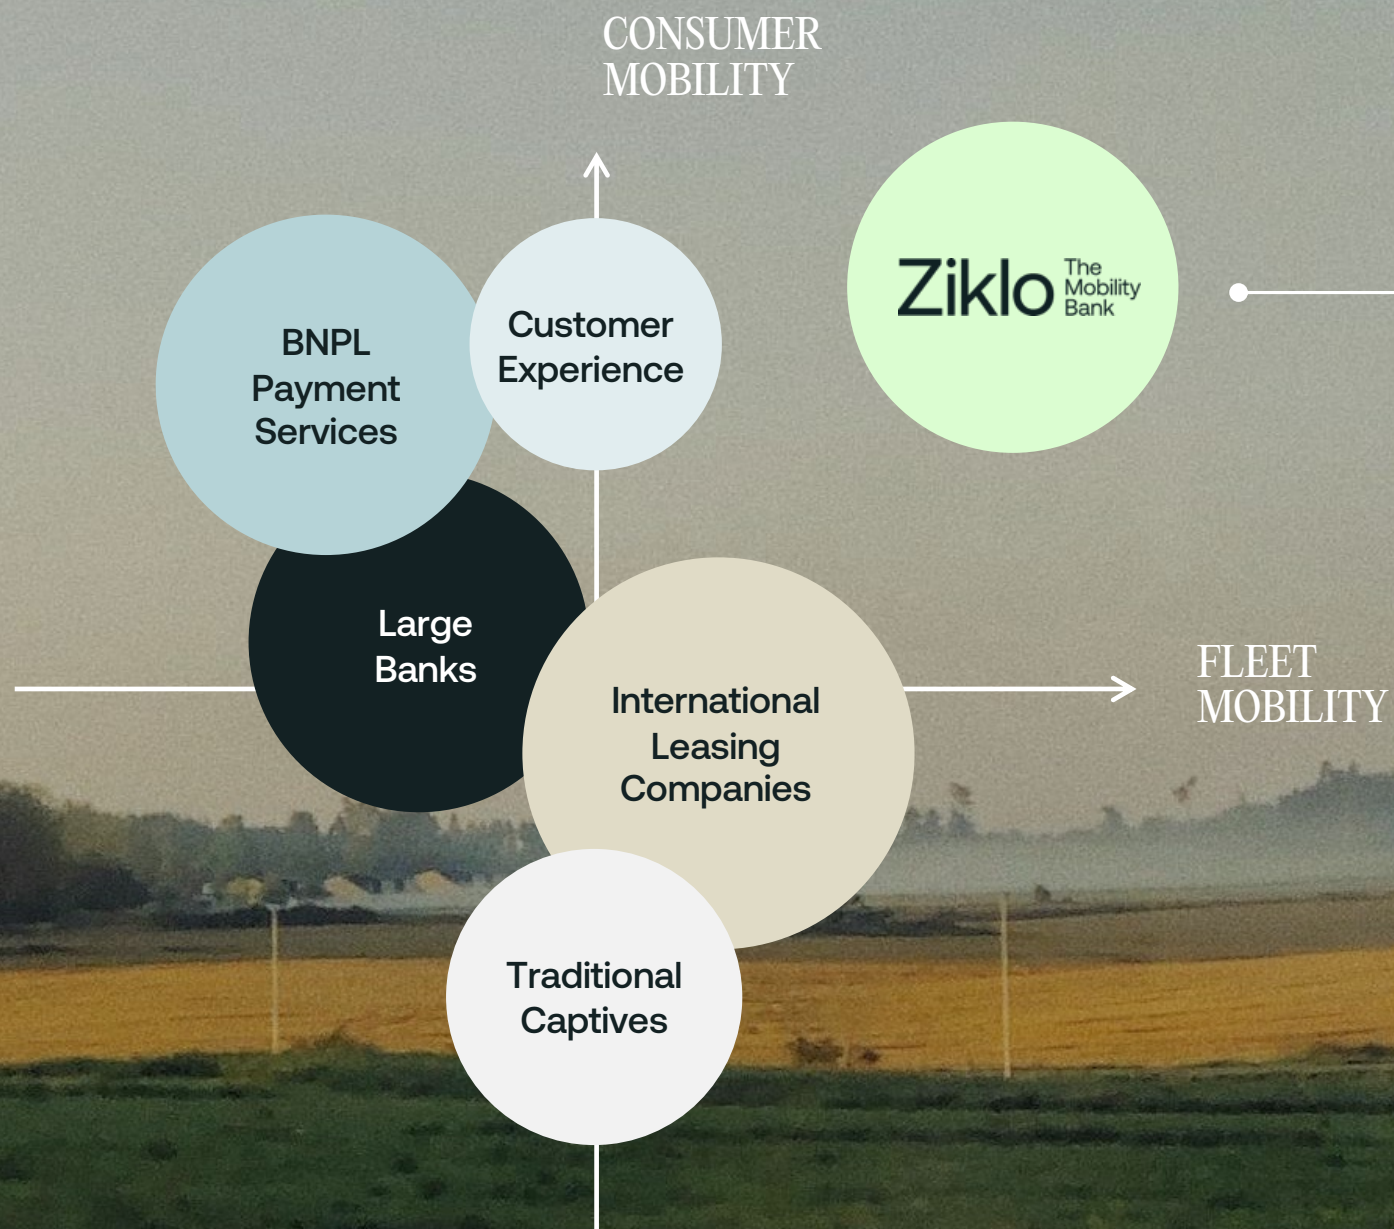 CONSUMER
MOBILITY
Ziklo
The
Mobility
Bank
Customer
Experience
BNPL
Payment
Services
Large
Banks
FLEET
MOBILITY
International
Leasing
Companies
Traditional
Captives